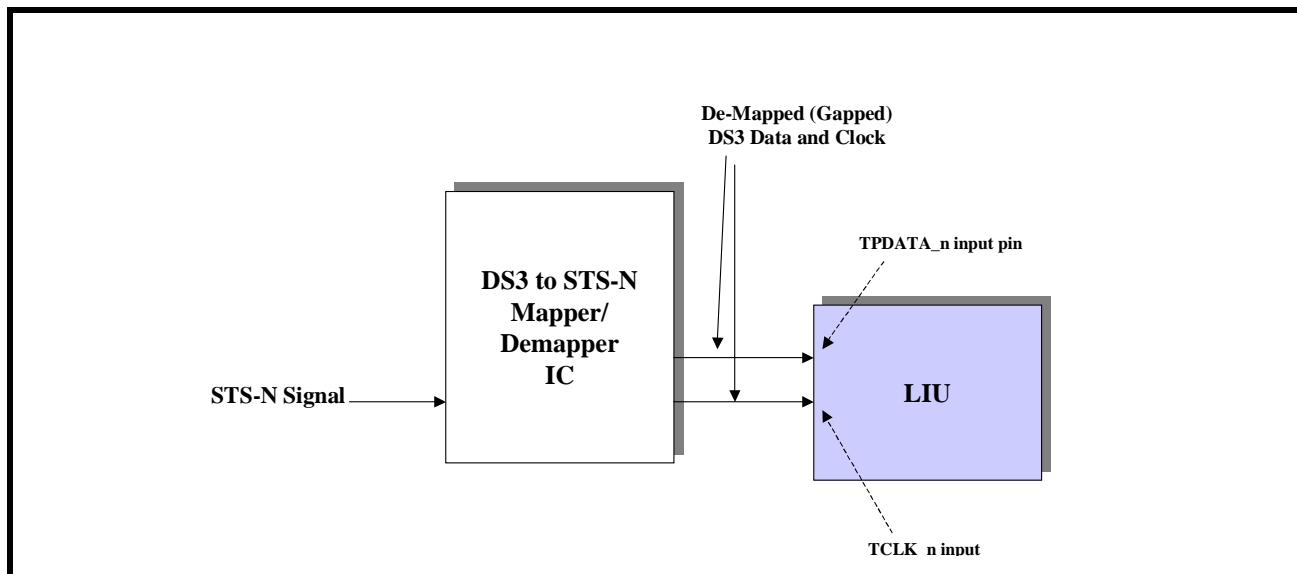 De-Mapped (Gapped)
DS3 Data and Clock
TPDATA_n input pin
DS3 to STS-N
Mapper/
Demapper
IC
STS-N Signal
LIU
TCLK_n input